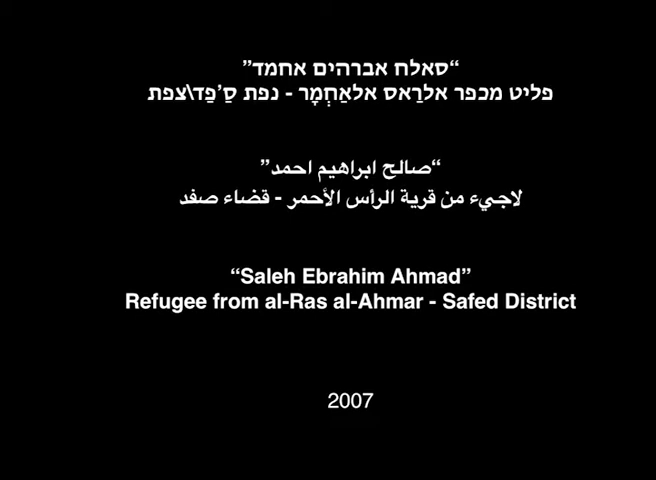 “סאלח אברהים אחמד”
פליט מכפר אלרַאס אלאַחְמָר - נפת סַ'פַד\צפת
“صالح ابراهيم احمد”
لاجيء من قرية الرأس الأحمر - قضاء صفد
“Saleh Ebrahim Ahmad”
Refugee from al-Ras al-Ahmar - Safed District
2007